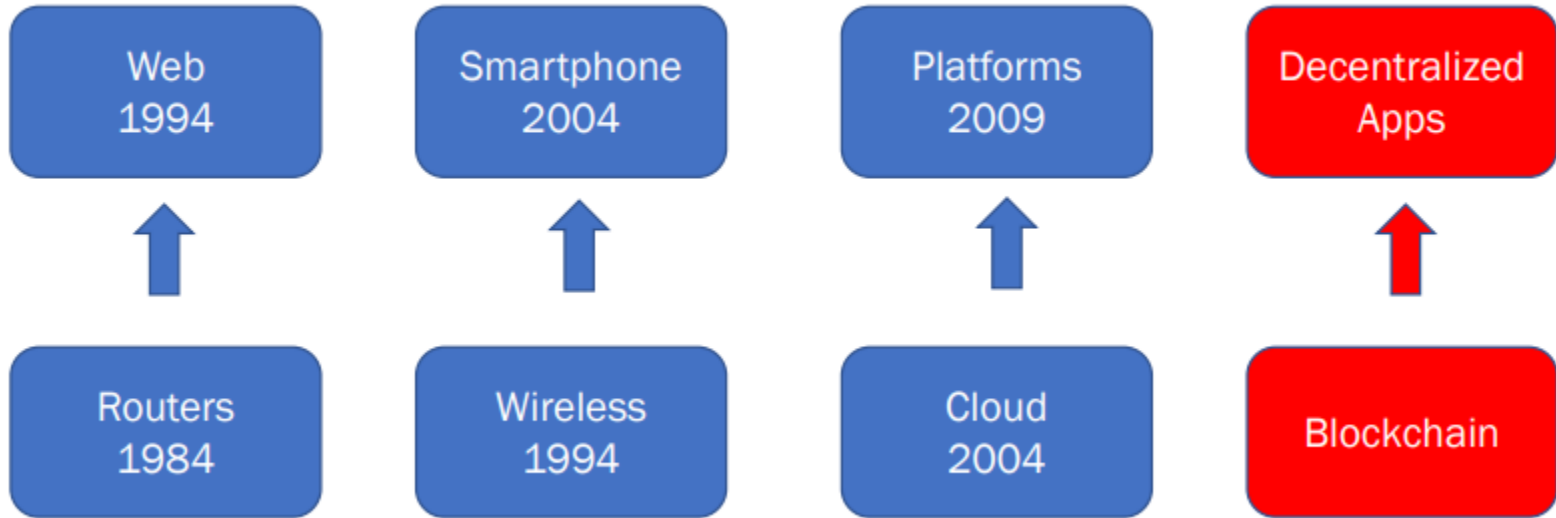 Web
1994
Smartphone
2004
Platforms
2009
Decentralized
Apps
Routers
1984
Wireless
1994
Cloud
2004
Blockchain